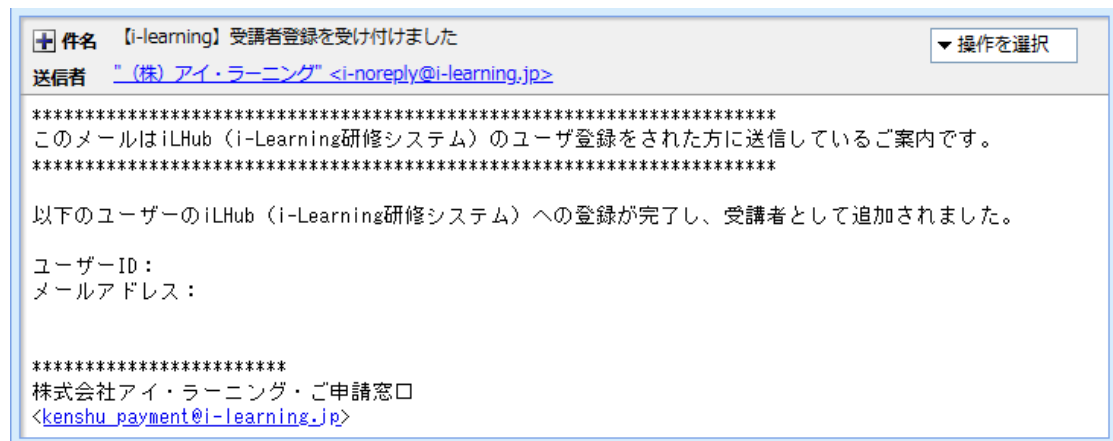 件名 【i-learning】受講者登録を受け付けました
▼操作を選択
送信者 "（株）アイ・ラーニング" <i-noreply@i-learning.jp>
***********************************************************************
このメールはiLHub（i-Learning研修システム）のユーザ登録をされた方に送信しているご案内です。
***********************************************************************
以下のユーザーのiLHub（i-Learning研修システム）への登録が完了し、受講者として追加されました。
ユーザーID：
メールアドレス：
************************
株式会社アイ・ラーニング・ご申請窓口
<kenshu_payment@i-learning.jp>